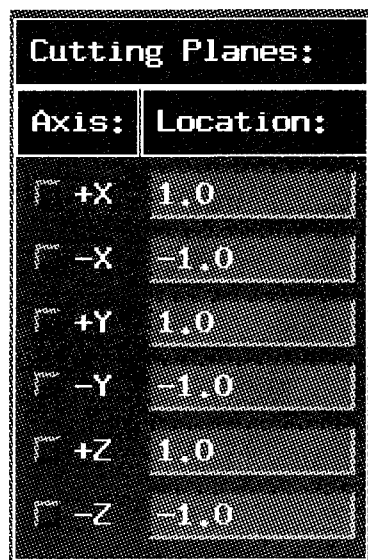 Cutting Planes:
Axis: Location:
+X 1.0
-X -1.0
+Y 1.0
-Y -1.0
+Z 1.0
-Z -1.0